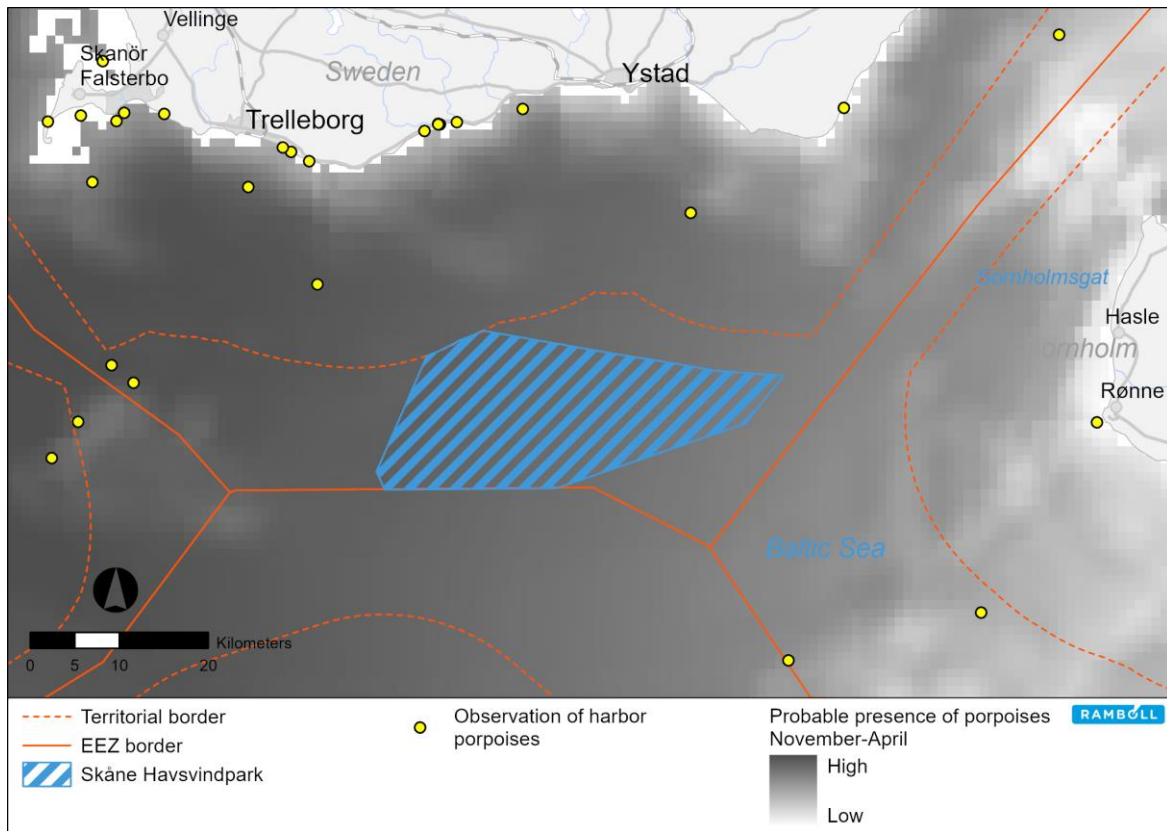 Vellinge
Skanör
Falsterbo
Sweden
Ystad
Trelleborg
Bornholmsgat
Hasle
ornholm
Rønne
Baltic Sea
Kilometers
0 5 10 20
Territorial border
EEZ border
Skåne Havsvindpark
Observation of harbor
porpoises
Probable presence of porpoises
November-April
High
Low
RAMBOLL